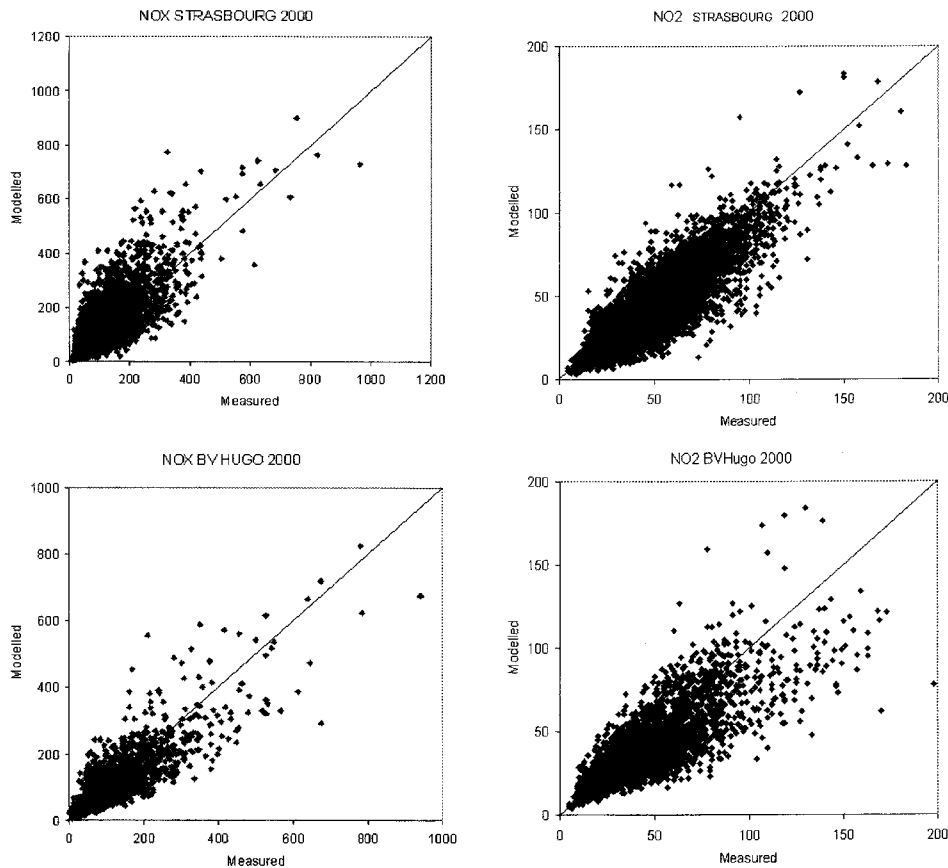 NOX STRASBOURG 2000
1200
1000
800
600
400
200
0
Modelled
0 200 400 600 800 1000 1200
Measured
NO2 STRASBOURG 2000
200
150
100
50
0
Modelled
0 50 100 150 200
Measured
NOX BV HUGO 2000
1000
800
600
400
200
0
Modelled
0 200 400 600 800 1000
Measured
NO2 BVHugo 2000
200
150
100
50
0
Modelled
0 50 100 150 200
Measured